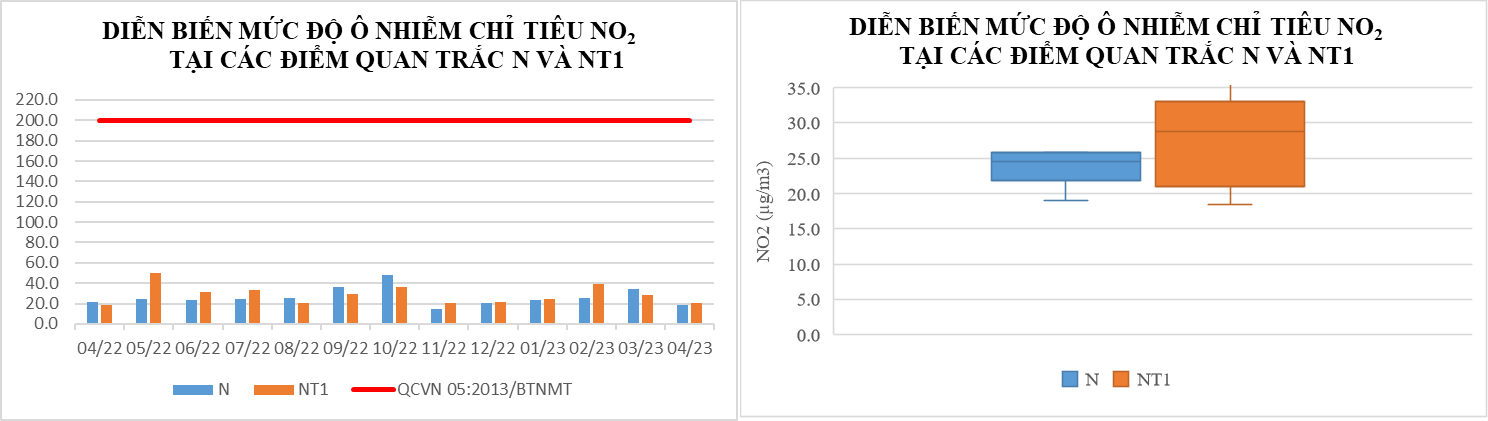 DIỄN BIẾN MỨC ĐỘ Ô NHIỄM CHỈ TIÊU NO₂
TẠI CÁC ĐIỂM QUAN TRẮC N VÀ NT1
220.0
200.0
180.0
160.0
140.0
120.0
100.0
80.0
60.0
40.0
20.0
0.0
04/22 05/22 06/22 07/22 08/22 09/22 10/22 11/22 12/22 01/23 02/23 03/23 04/23
N NT1 QCVN 05:2013/BTNMT
DIỄN BIẾN MỨC ĐỘ Ô NHIỄM CHỈ TIÊU NO₂
TẠI CÁC ĐIỂM QUAN TRẮC N VÀ NT1
NO2 (µg/m3)
35.0
30.0
25.0
20.0
15.0
10.0
5.0
0.0
N NT1